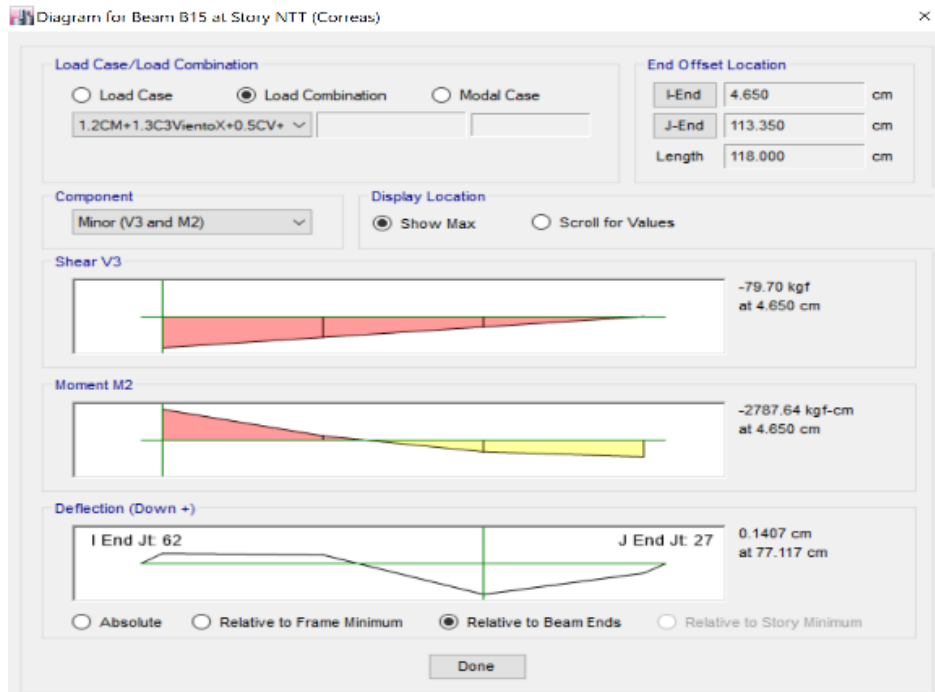 Diagram for Beam B15 at Story NTT (Correas)
Load Case/Load Combination
Load Case Load Combination Modal Case
1.2CM+1.3C3VientoX+0.5CV+
End Offset Location
I-End 4.650 cm
J-End 113.350 cm
Length 118.000 cm
Component
Minor (V3 and M2)
Display Location
Show Max Scroll for Values
Shear V3
-79.70 kgf
at 4.650 cm
Moment M2
-2787.64 kgf-cm
at 4.650 cm
Deflection (Down +)
I End Jt: 62 J End Jt: 27
0.1407 cm
at 77.117 cm
Absolute Relative to Frame Minimum Relative to Beam Ends Relative to Story Minimum
Done